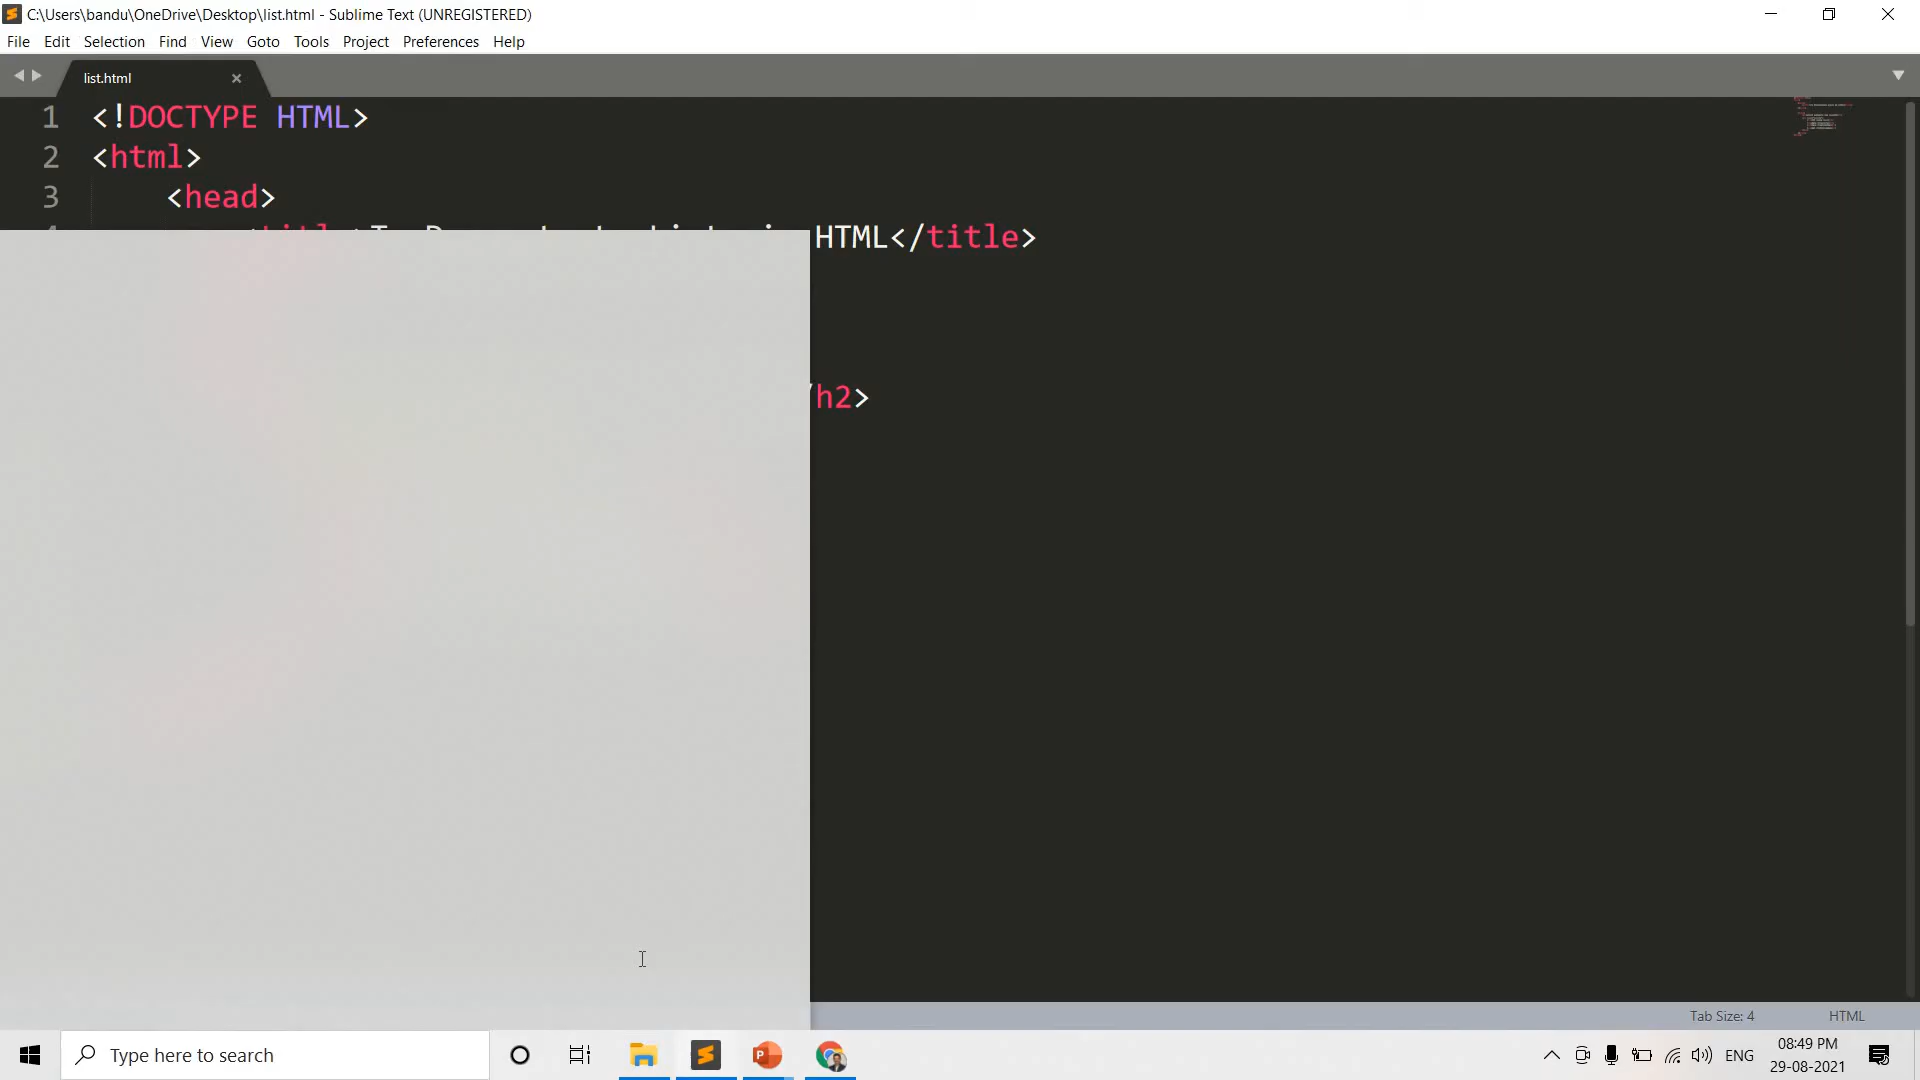 C:\Users\bandu\OneDrive\Desktop\list.html - Sublime Text (UNREGISTERED)
File Edit Selection Find View Goto Tools Project Preferences Help
list.html
1 <!DOCTYPE HTML>
2 <html>
3 <head>
HTML</title>
/h2>
Tab Size: 4 HTML
Type here to search
ENG
08:49 PM
29-08-2021